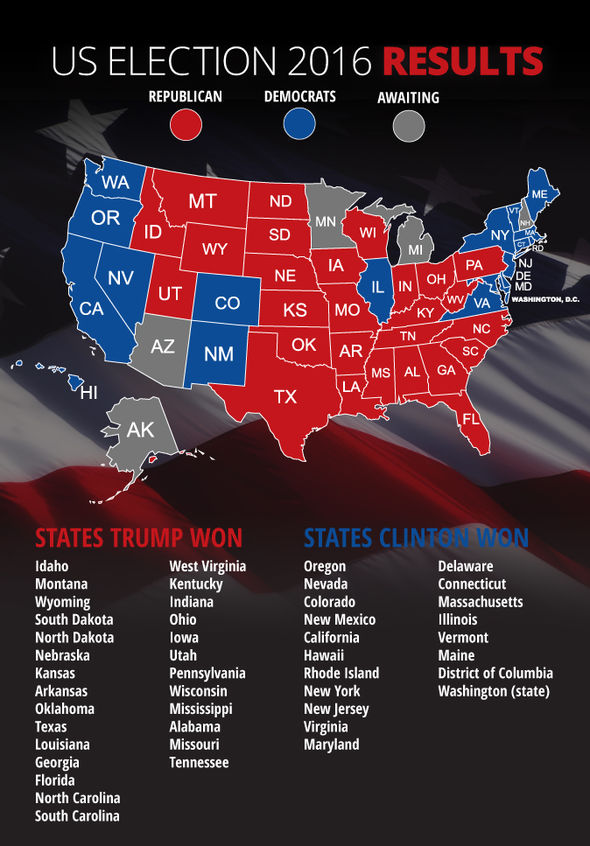 US ELECTION 2016 RESULTS
REPUBLICAN DEMOCRATS AWAITING
WA
OR
CA
NV
ID
MT
WY
UT
CO
AZ
NM
ND
SD
NE
KS
OK
TX
MN
IA
MO
AR
LA
WI
IL
MI
IN
OH
KY
TN
MS
AL
GA
FL
SC
NC
VA
WV
PA
NY
VT
NH
ME
MA
CT
RD
NJ
DE
MD
WASHINGTON, D.C.
HI
AK
STATES TRUMP WON
Idaho
Montana
Wyoming
South Dakota
North Dakota
Nebraska
Kansas
Arkansas
Oklahoma
Texas
Louisiana
Georgia
Florida
North Carolina
South Carolina
West Virginia
Kentucky
Indiana
Ohio
Iowa
Utah
Pennsylvania
Wisconsin
Mississippi
Alabama
Missouri
Tennessee
STATES CLINTON WON
Oregon
Nevada
Colorado
New Mexico
California
Hawaii
Rhode Island
New York
New Jersey
Virginia
Maryland
Delaware
Connecticut
Massachusetts
Illinois
Vermont
Maine
District of Columbia
Washington (state)